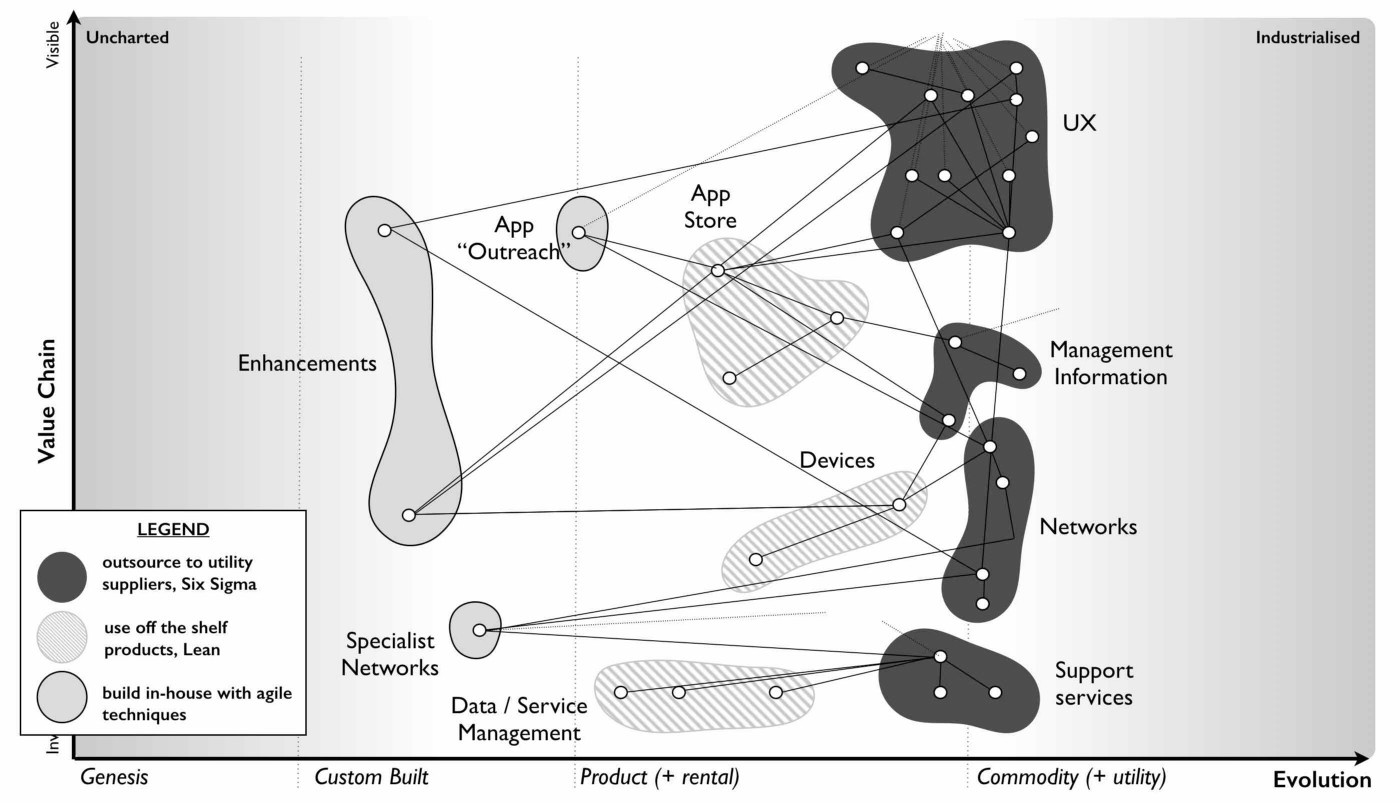 Visible
Uncharted
Industrialised
UX
App
Store
App
“Outreach”
Value Chain
Enhancements
Management
Information
Devices
Networks
LEGEND
outsource to utility
suppliers, Six Sigma
use off the shelf
products, Lean
build in-house with agile
techniques
Specialist
Networks
Support
services
Data / Service
Management
Inv
Genesis
Custom Built
Product (+ rental)
Commodity (+ utility)
Evolution